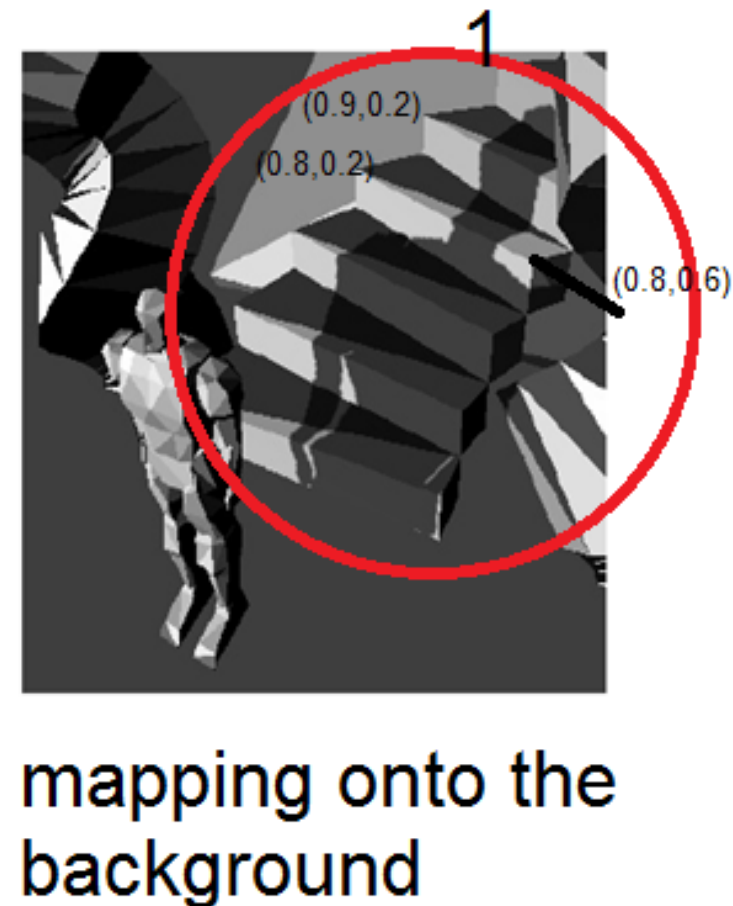 1
(0.9,0.2)
(0.8,0.2)
(0.8,0.6)
mapping onto the
background